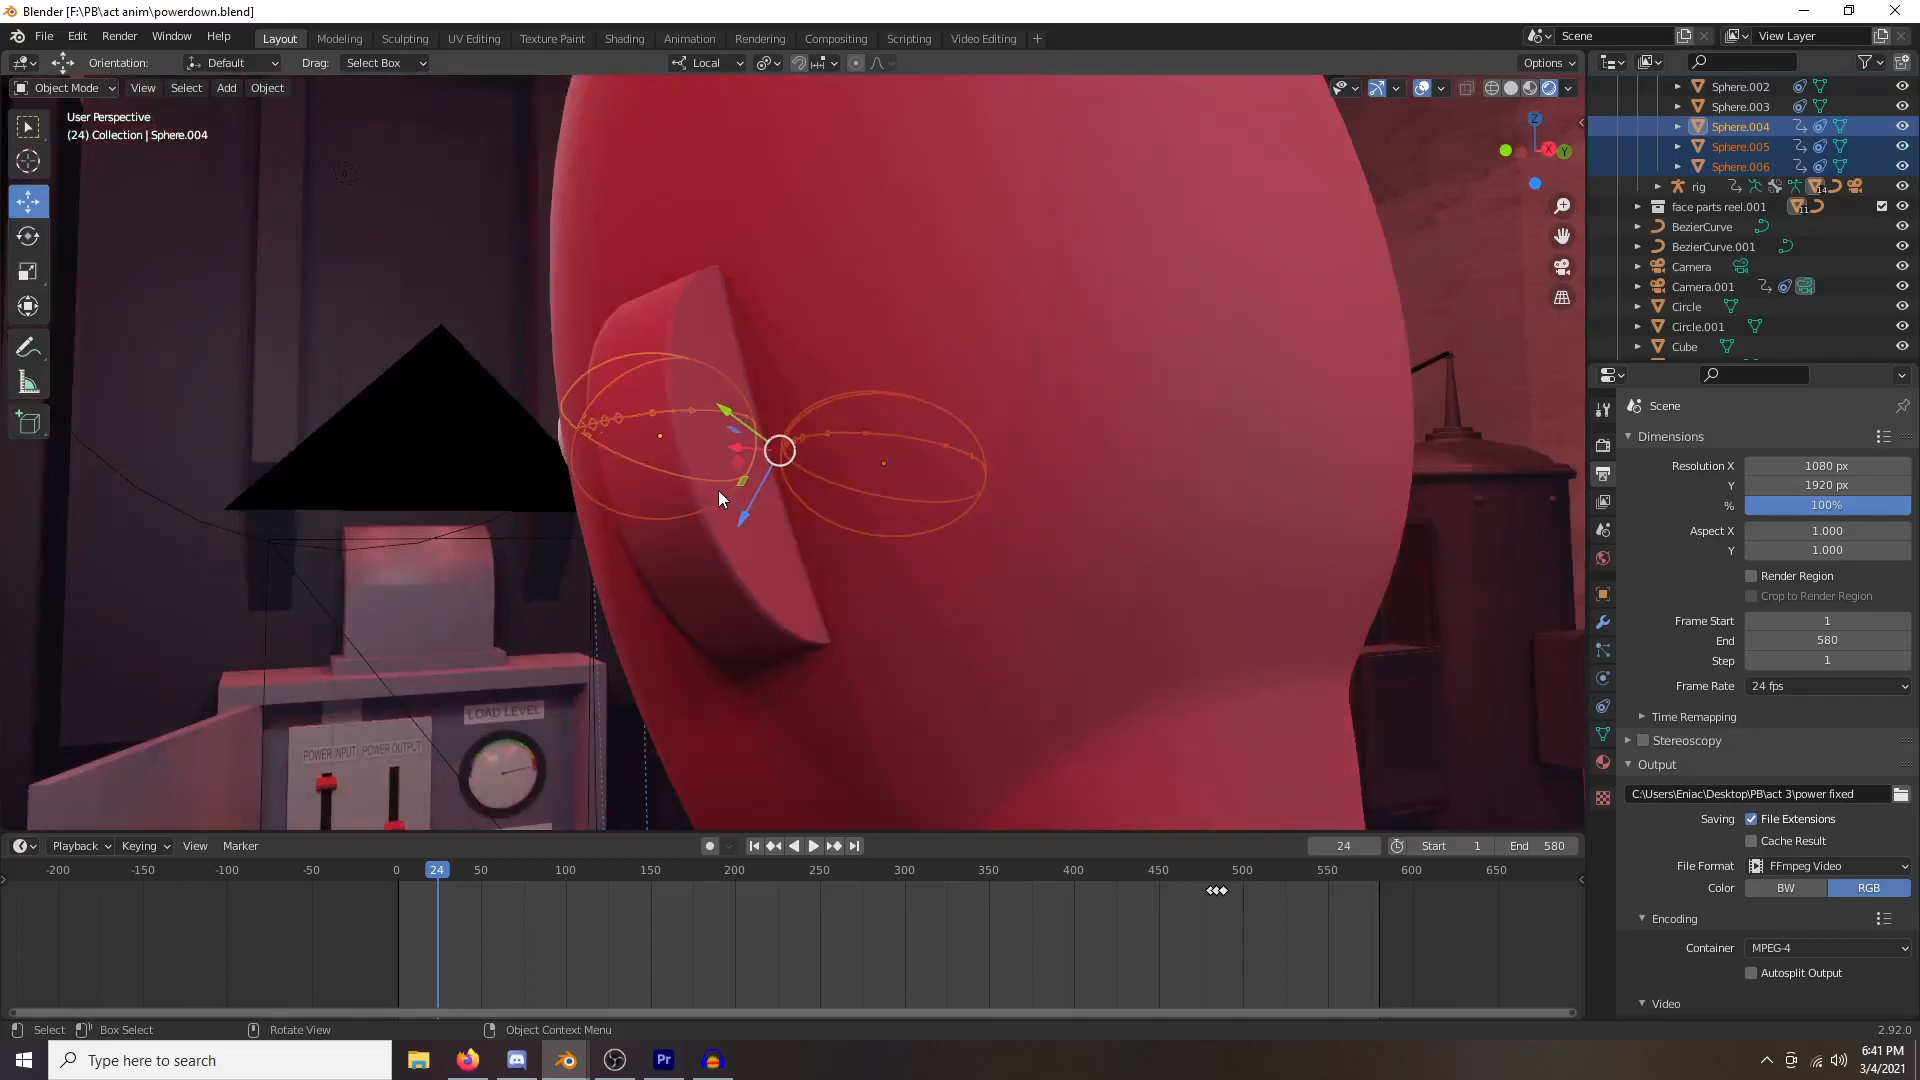 Blender [F:\PB\act anim\powerdown.blend]
File Edit Render Window Help
Layout Modeling Sculpting UV Editing Texture Paint Shading Animation Rendering Compositing Scripting Video Editing +
Scene
View Layer
Orientation: Default Drag: Select Box
Local
Options
Object Mode View Select Add Object
User Perspective
(24) Collection | Sphere.004
Z
X
Y
Sphere.002
Sphere.003
Sphere.004
Sphere.005
Sphere.006
rig 14
face parts reel.001 11
BezierCurve
BezierCurve.001
Camera
Camera.001
Circle
Circle.001
Cube
LOAD LEVEL
POWER INPUT POWER OUTPUT
Scene
Dimensions
Resolution X 1080 px
Y 1920 px
% 100%
Aspect X 1.000
Y 1.000
Render Region
Crop to Render Region
Frame Start 1
End 580
Step 1
Frame Rate 24 fps
Time Remapping
Stereoscopy
Output
C:\Users\Eniac\Desktop\PB\act 3\power fixed
Saving File Extensions
Cache Result
File Format FFmpeg Video
Color BW RGB
Encoding
Container MPEG-4
Autosplit Output
Video
Playback Keying View Marker
24 Start 1 End 580
-200 -150 -100 -50 0 24 50 100 150 200 250 300 350 400 450 500 550 600 650
Select Box Select Rotate View Object Context Menu
2.92.0
Type here to search
Pr
6:41 PM
3/4/2021